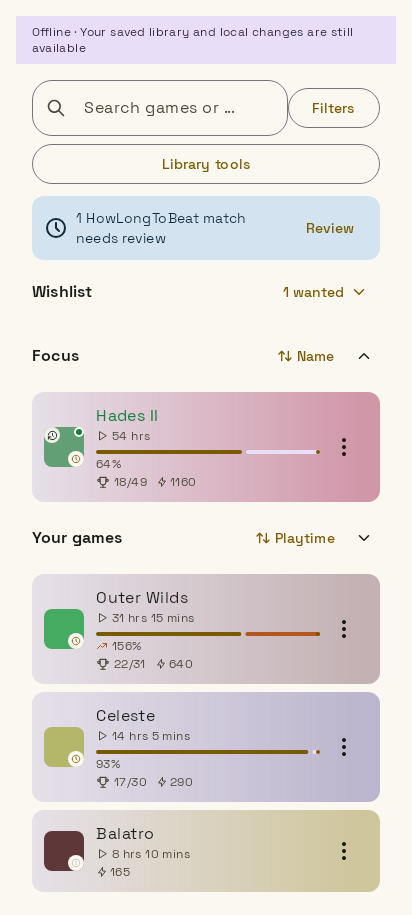 Offline · Your saved library and local changes are still
available
Search games or ...
Filters
Library tools
1 HowLongToBeat match
needs review
Review
Wishlist
1 wanted
Focus
Name
Hades II
54 hrs
64%
18/49 1160
Your games
Playtime
Outer Wilds
31 hrs 15 mins
156%
22/31 640
Celeste
14 hrs 5 mins
93%
17/30 290
Balatro
8 hrs 10 mins
165